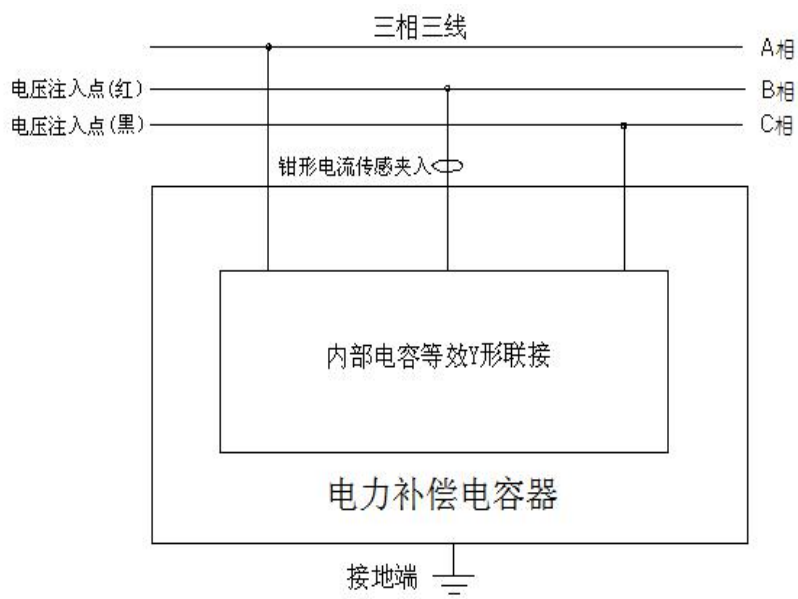 三相三线
A相
电压注入点(红)
B相
电压注入点(黑)
C相
钳形电流传感夹入
内部电容等效Y形联接
电力补偿电容器
接地端